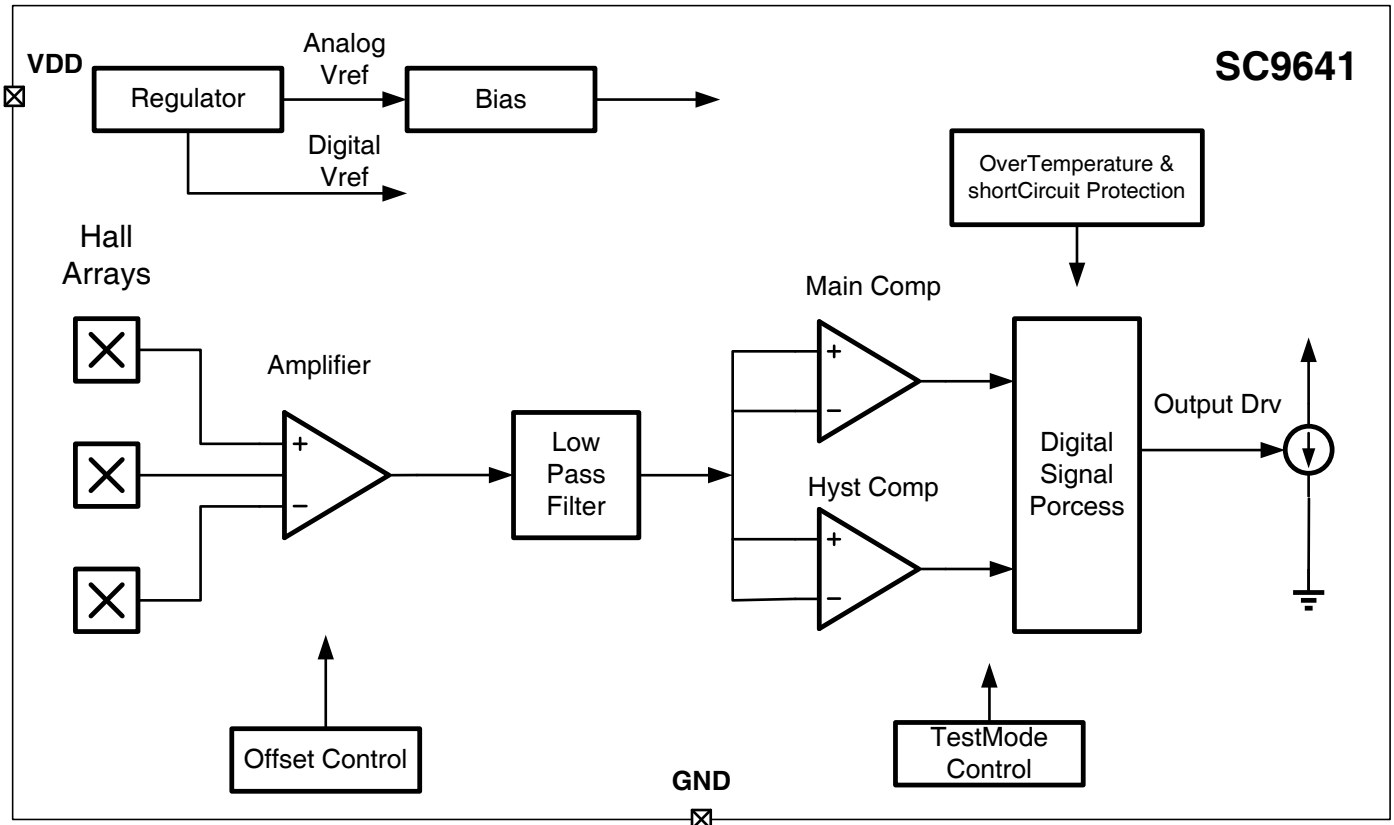 VDD
Regulator
Analog
Vref
Bias
SC9641
Digital
Vref
OverTemperature &
shortCircuit Protection
Hall
Arrays
Main Comp
Amplifier
+
−
Low
Pass
Filter
+
−
Hyst Comp
+
−
Digital
Signal
Porcess
Output Drv
Offset Control
TestMode
Control
GND